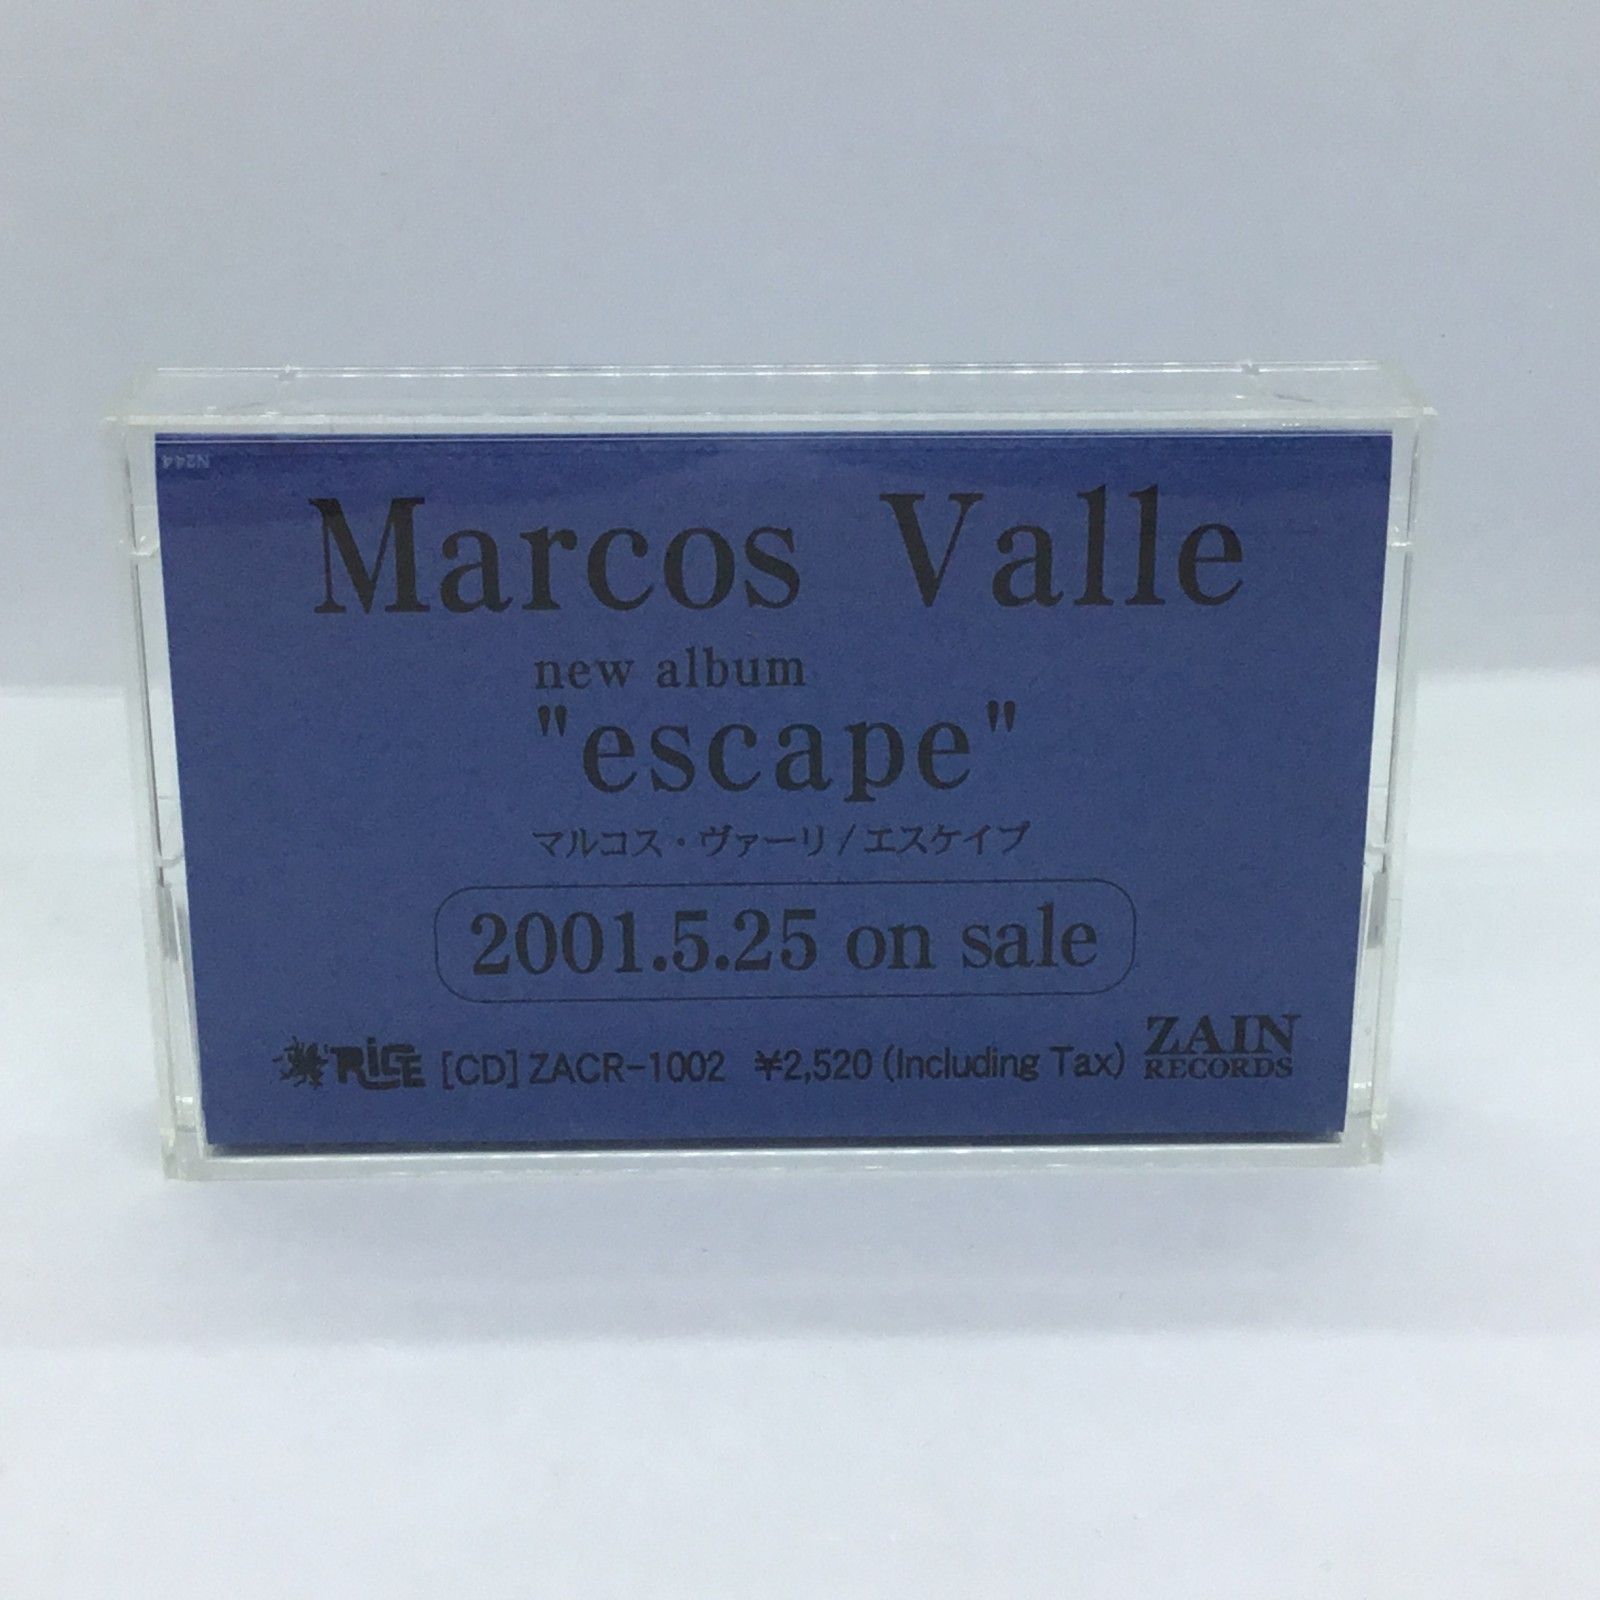 N244
Marcos Valle
new album
"escape"
マルコス・ヴァーリ/エスケイプ
2001.5.25 on sale
RICE [CD] ZACR-1002 ¥2,520 (Including Tax) ZAIN RECORDS